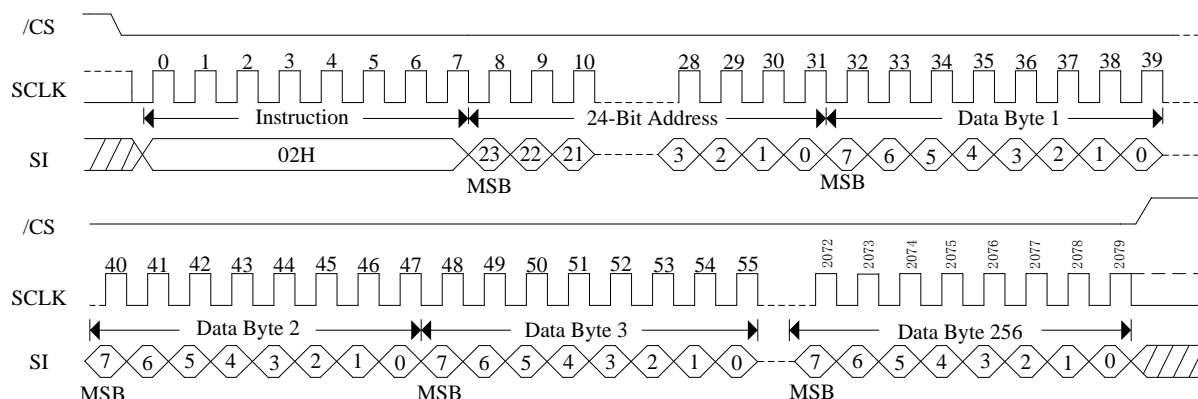 /CS
0 1 2 3 4 5 6 7 8 9 10 28 29 30 31 32 33 34 35 36 37 38 39
SCLK
Instruction 24-Bit Address Data Byte 1
SI 02H 23 22 21 3 2 1 0 7 6 5 4 3 2 1 0
MSB MSB
/CS
40 41 42 43 44 45 46 47 48 49 50 51 52 53 54 55 2072 2073 2074 2075 2076 2077 2078 2079
SCLK
Data Byte 2 Data Byte 3 Data Byte 256
SI 7 6 5 4 3 2 1 0 7 6 5 4 3 2 1 0 7 6 5 4 3 2 1 0
MSB MSB MSB